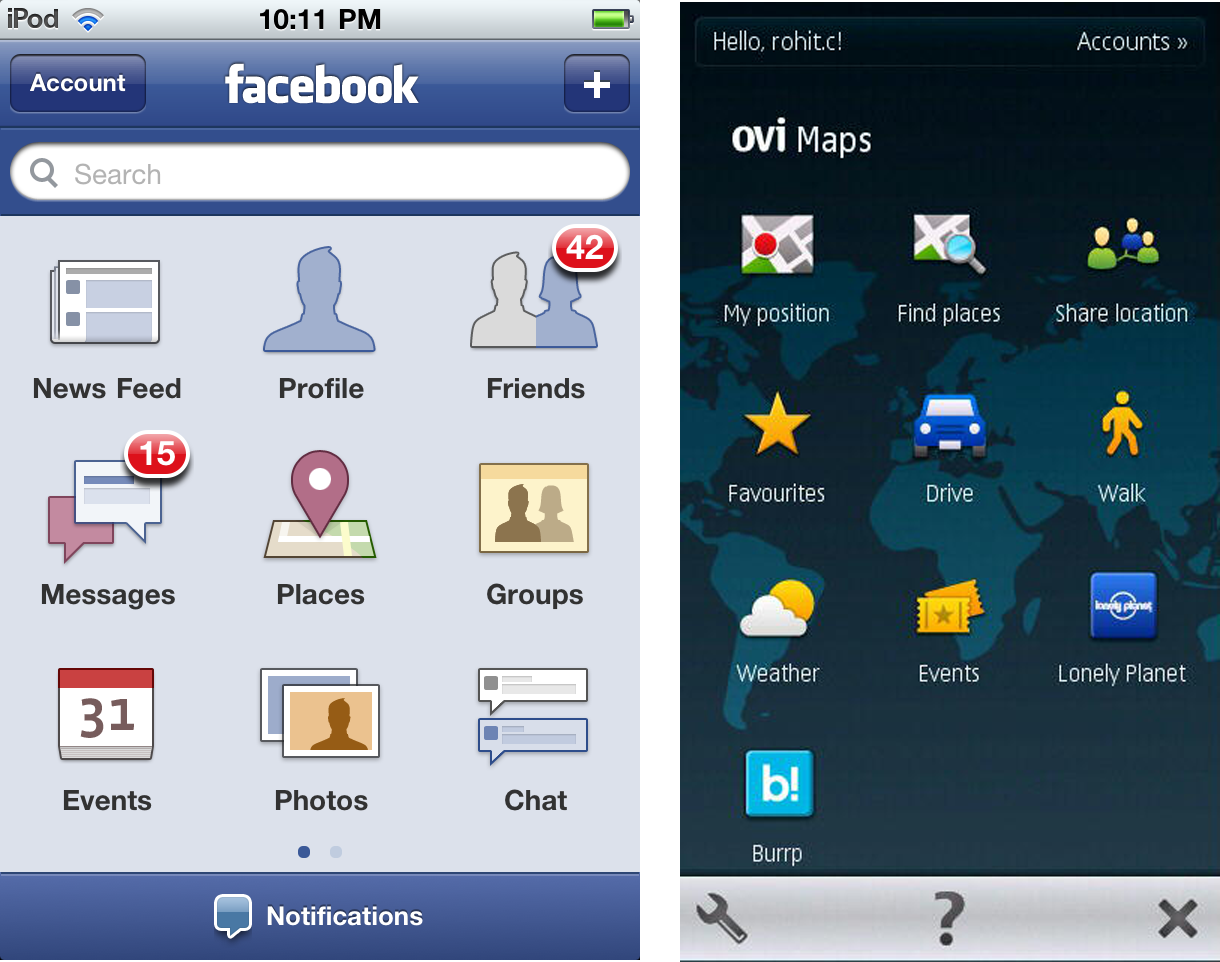 iPod 10:11 PM
Account facebook +
Search
42
News Feed Profile Friends
15
Messages Places Groups
31
Events Photos Chat
Notifications
Hello, rohit.c! Accounts »
ovi Maps
My position Find places Share location
Favourites Drive Walk
lonely planet
Weather Events Lonely Planet
b!
Burrp
?